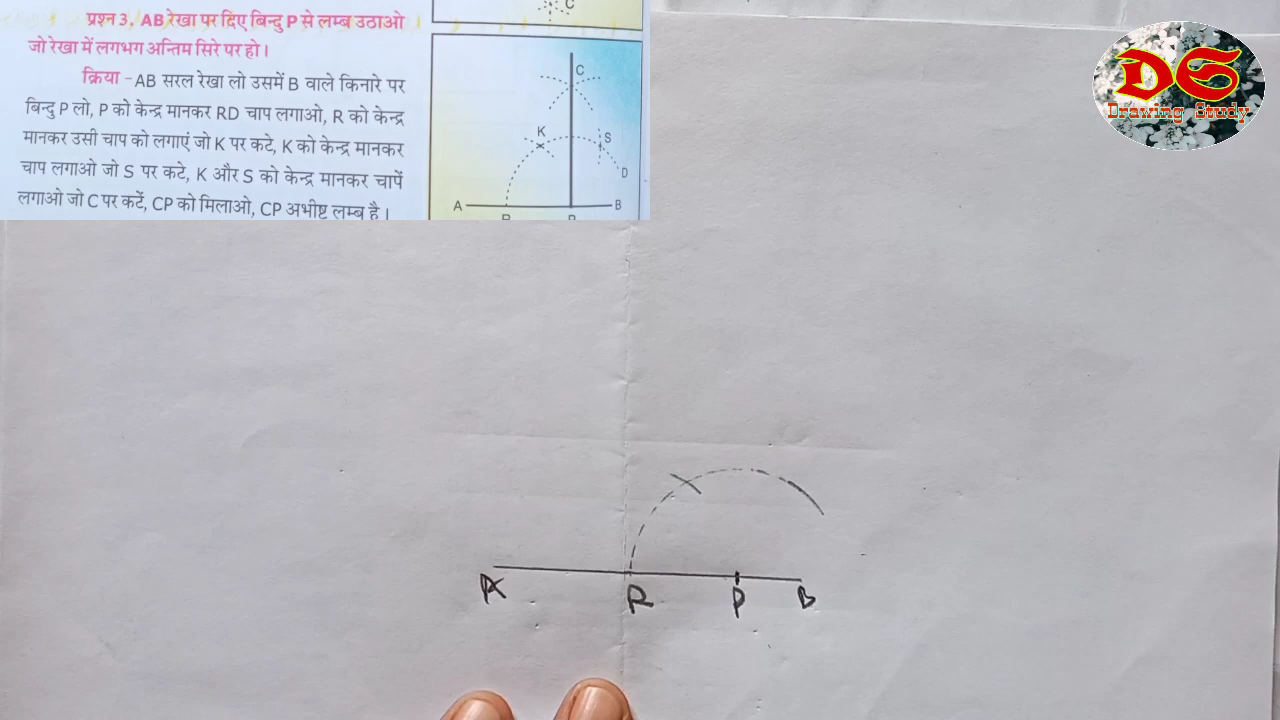 C
प्रश्न 3. AB रेखा पर दिए बिन्दु P से लम्ब उठाओ
जो रेखा में लगभग अन्तिम सिरे पर हो।
क्रिया - AB सरल रेखा लो उसमें B वाले किनारे पर
बिन्दु P लो, P को केन्द्र मानकर RD चाप लगाओ, R को केन्द्र
मानकर उसी चाप को लगाएं जो K पर कटे, K को केन्द्र मानकर
चाप लगाओ जो S पर कटे, K और S को केन्द्र मानकर चापें
लगाओ जो C पर कटें, CP को मिलाओ, CP अभीष्ट लम्ब है।
C
K S
D
A B
DS
Drawing Study
A R P B